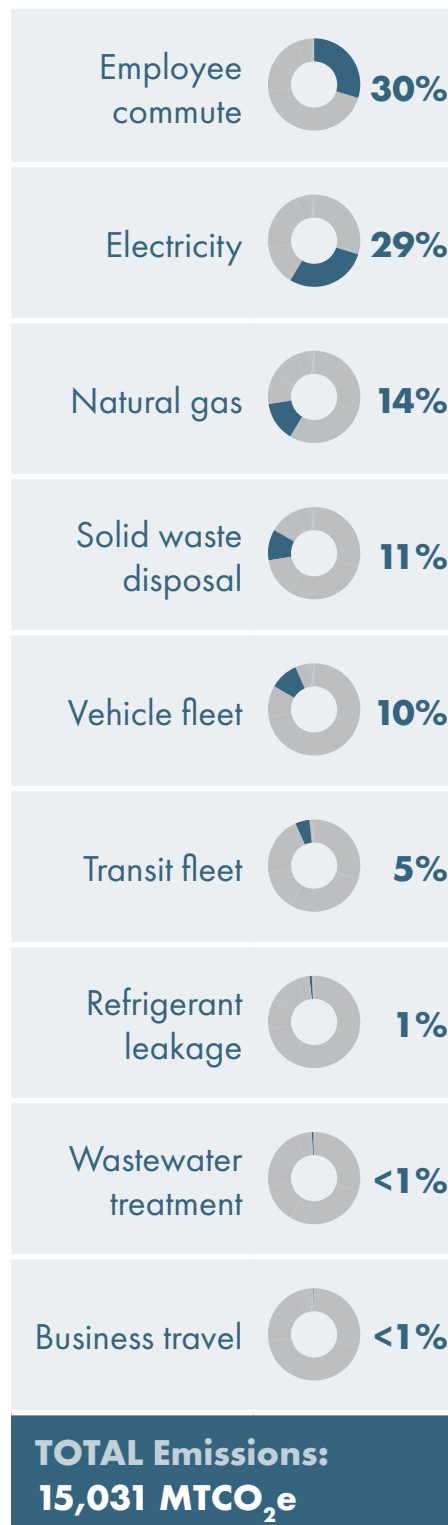 Employee
commute
30%
Electricity
29%
Natural gas
14%
Solid waste
disposal
11%
Vehicle fleet
10%
Transit fleet
5%
Refrigerant
leakage
1%
Wastewater
treatment
<1%
Business travel
<1%
TOTAL Emissions:
15,031 MTCO₂e